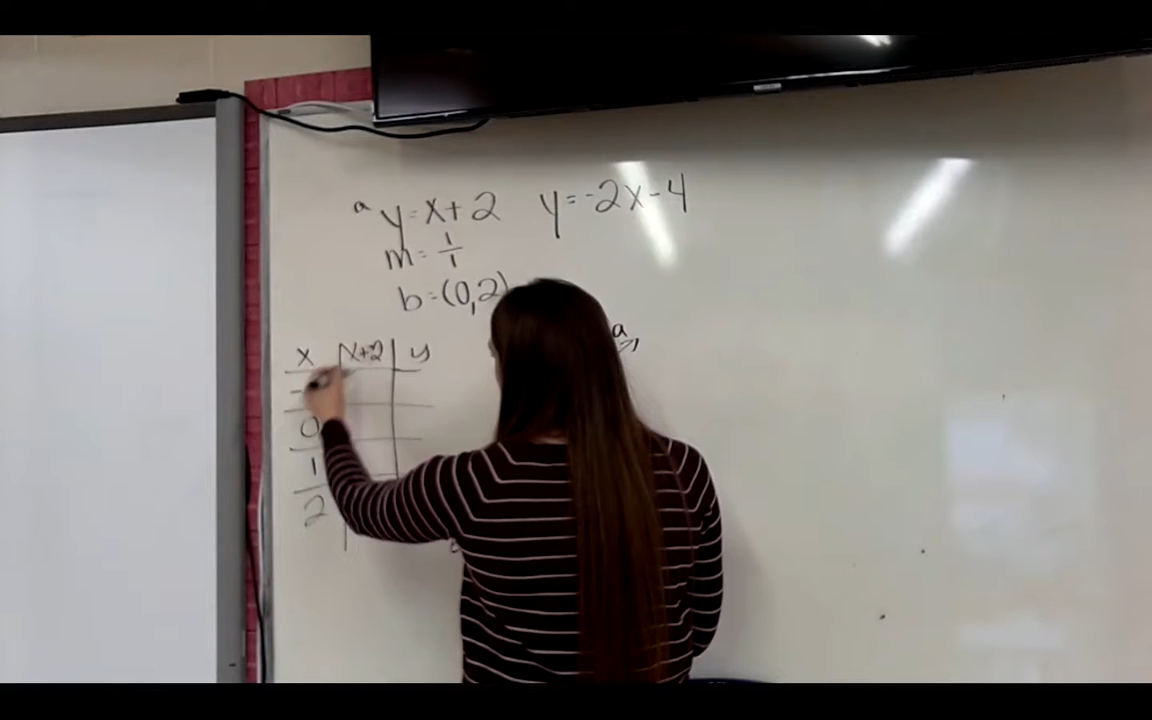 a y=x+2 y=-2x-4
m=1/1
b=(0,2)
a
x x+2 y
0
1
2